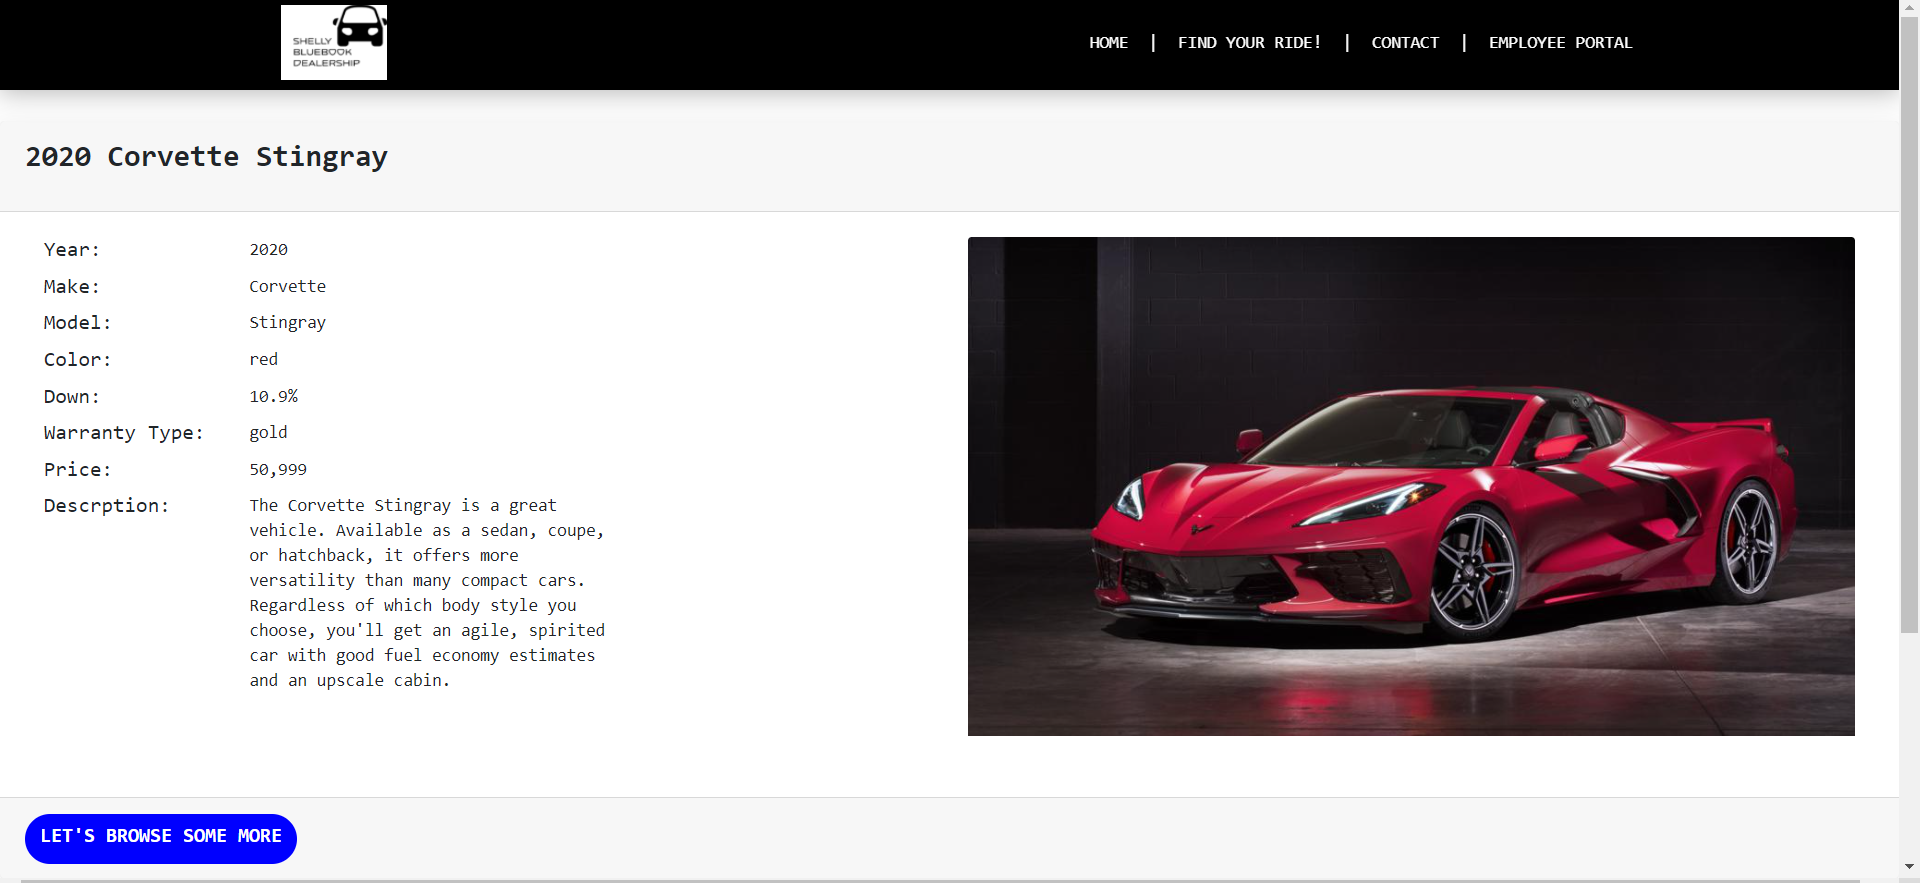 SHELLY
BLUEBOOK
DEALERSHIP
HOME | FIND YOUR RIDE! | CONTACT | EMPLOYEE PORTAL
2020 Corvette Stingray
Year: 2020
Make: Corvette
Model: Stingray
Color: red
Down: 10.9%
Warranty Type: gold
Price: 50,999
Descrption: The Corvette Stingray is a great
vehicle. Available as a sedan, coupe,
or hatchback, it offers more
versatility than many compact cars.
Regardless of which body style you
choose, you'll get an agile, spirited
car with good fuel economy estimates
and an upscale cabin.
LET'S BROWSE SOME MORE